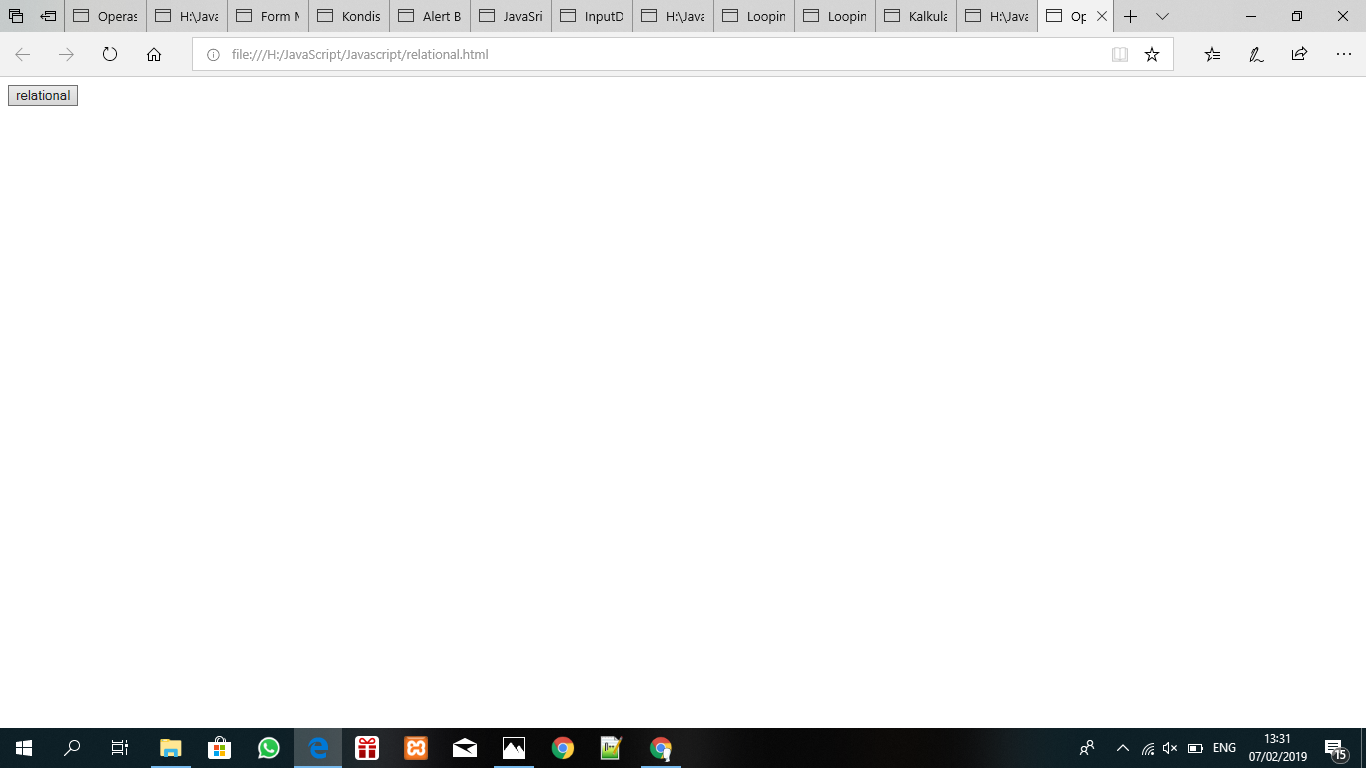 Operas H:\Java Form M Kondis Alert B JavaSri InputD H:\Java Loopin Loopin Kalkula H:\Java Op
file:///H:/JavaScript/Javascript/relational.html
relational
ENG
13:31
07/02/2019
15